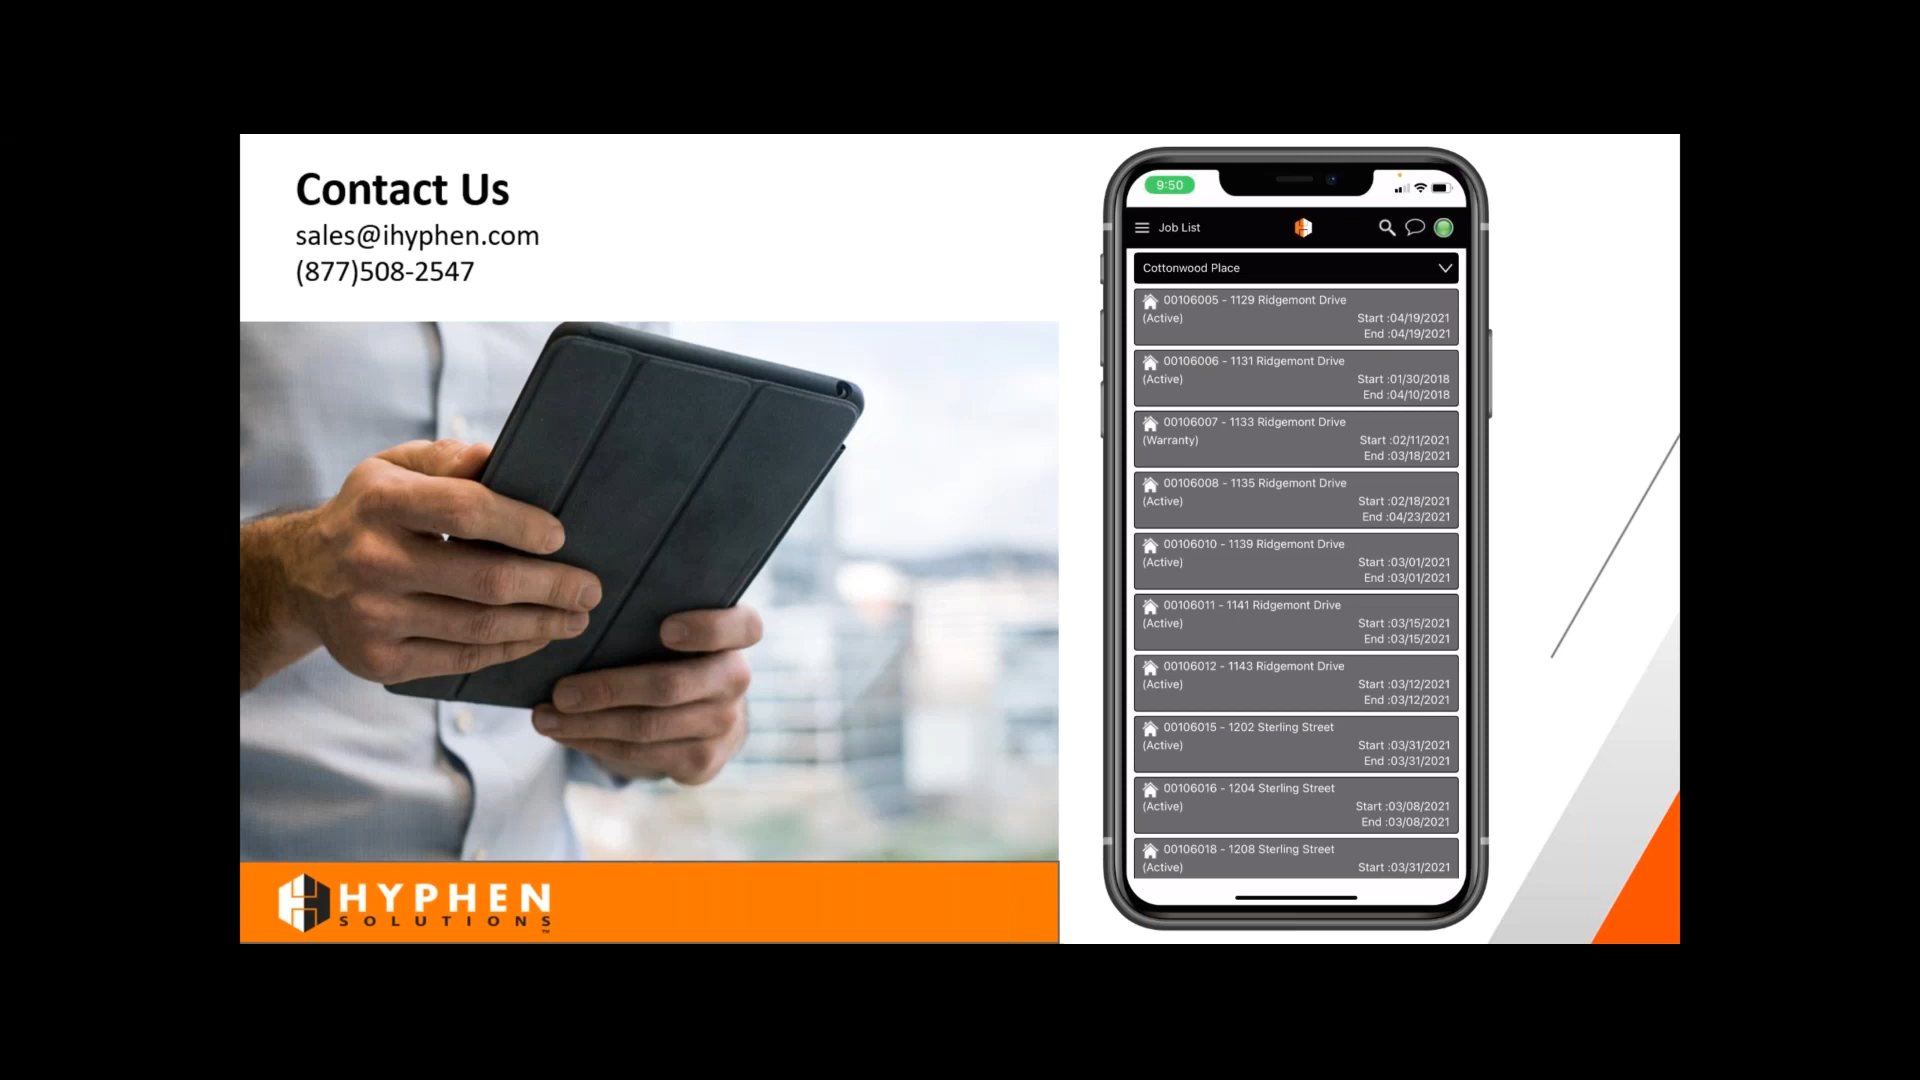 Contact Us
sales@ihyphen.com
(877)508-2547
HYPHEN
SOLUTIONS
TM
9:50
Job List
Cottonwood Place
00106005 - 1129 Ridgemont Drive
(Active) Start :04/19/2021
End :04/19/2021
00106006 - 1131 Ridgemont Drive
(Active) Start :01/30/2018
End :04/10/2018
00106007 - 1133 Ridgemont Drive
(Warranty) Start :02/11/2021
End :03/18/2021
00106008 - 1135 Ridgemont Drive
(Active) Start :02/18/2021
End :04/23/2021
00106010 - 1139 Ridgemont Drive
(Active) Start :03/01/2021
End :03/01/2021
00106011 - 1141 Ridgemont Drive
(Active) Start :03/15/2021
End :03/15/2021
00106012 - 1143 Ridgemont Drive
(Active) Start :03/12/2021
End :03/12/2021
00106015 - 1202 Sterling Street
(Active) Start :03/31/2021
End :03/31/2021
00106016 - 1204 Sterling Street
(Active) Start :03/08/2021
End :03/08/2021
00106018 - 1208 Sterling Street
(Active) Start :03/31/2021